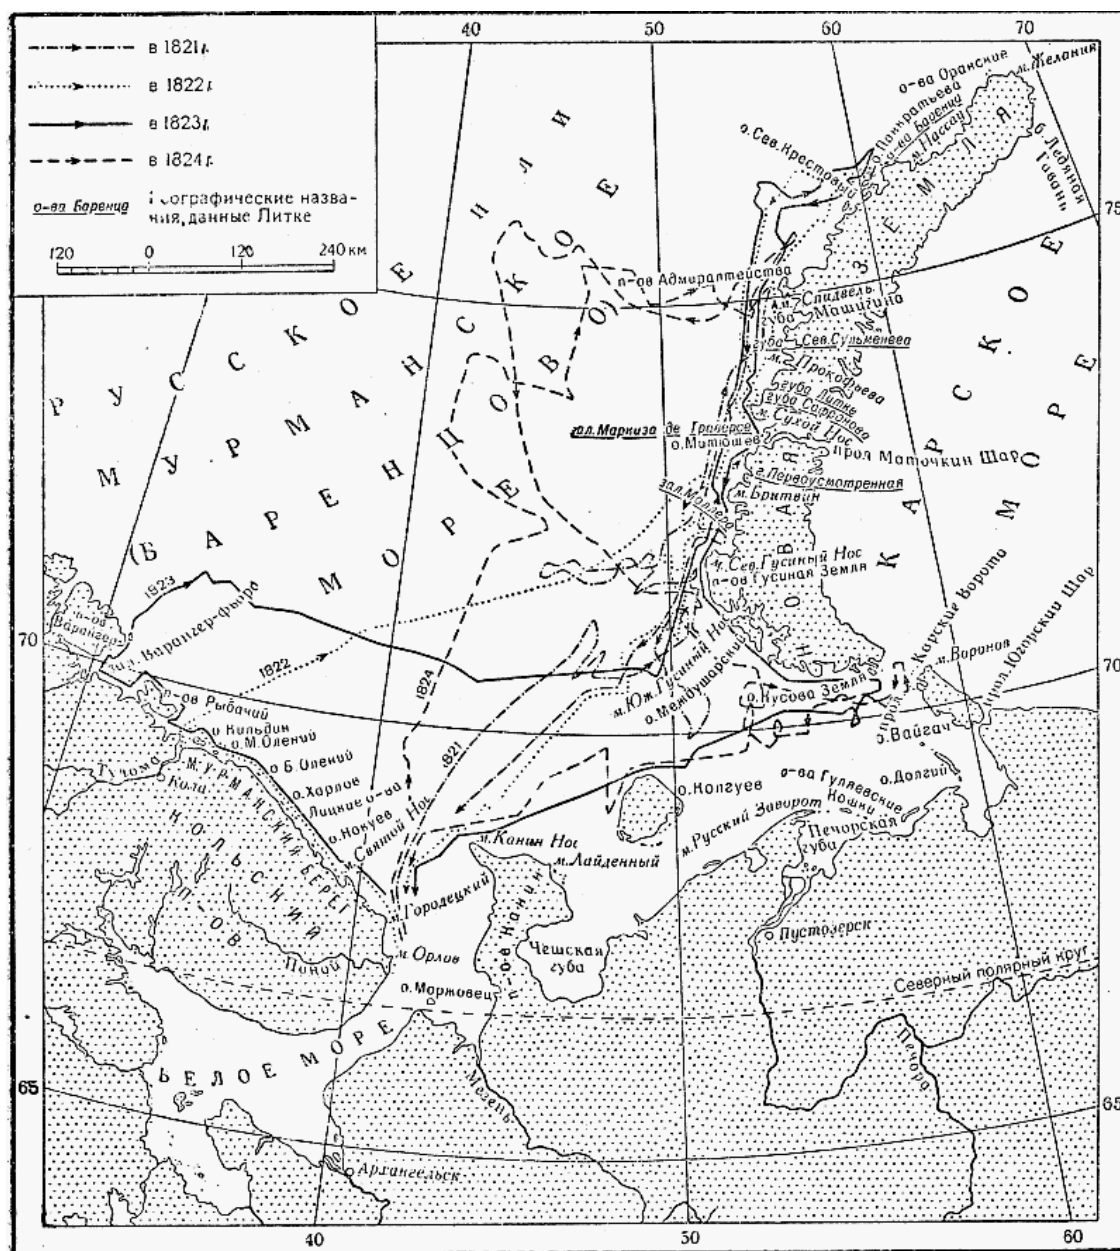 40
50
60
70
в 1821 г.
в 1822 г.
в 1823 г.
в 1824 г.
о-ва Баренца
Географические назва-
ния, данные Литке
120 0 120 240 км
м. Желания
о-ва Оранские
о. Панкратьева
о-ва Баренца
м. Нассау
о. Сев. Крестовый
б. Ледяная
Гавань
75
НОВАЯ ЗЕМЛЯ
КАРСКОЕ МОРЕ
РУССКОЕ
МУРМАНСКОЕ
(БАРЕНЦОВО)
МОРЕ
ИЛИ
п-ов Адмиралтейства
м. Спидвель
губа Машигина
губа Сев. Сульменева
м. Прокофьева
губа Литке
губа Сафронова
м. Сухой Нос
зал. Маркиза де Траверсе
о. Митюшев
прол Маточкин Шар
г. Первоусмотренная
зал. Моллера
м. Бритвин
м. Сев. Гусиный Нос
п-ов Гусиная Земля
м. Юж. Гусиный Нос
о. Междушарский
о. Кусова Земля
прол. Карские Ворота
м. Воронов
прол Югорский Шар
о. Вайгач
70
70
1823
1822
1824
1821
п-ов
Варангер
зал. Варангер-фьорд
п-ов Рыбачий
о Кильдин
о. М. Олений
о Б. Олений
Тулома
Кола
МУРМАНСКИЙ БЕРЕГ
о. Харлов
Лицкие о-ва
о. Нокуев
м Святой Нос
КОЛЬСКИЙ
П-ОВ
Поной
м. Городецкий
м Орлов
о. Моржовец
м. Канин Нос
м. Лайденный
п-ов Канин
Чешская
губа
о. Колгуев
м. Русский Заворот
о-ва Гуляевские
Кошки
о. Долгий
Печорская
губа
Пустозерск
Северный полярный круг
Печора
БЕЛОЕ МОРЕ
Мезень
Архангельск
65
65
40
50
60